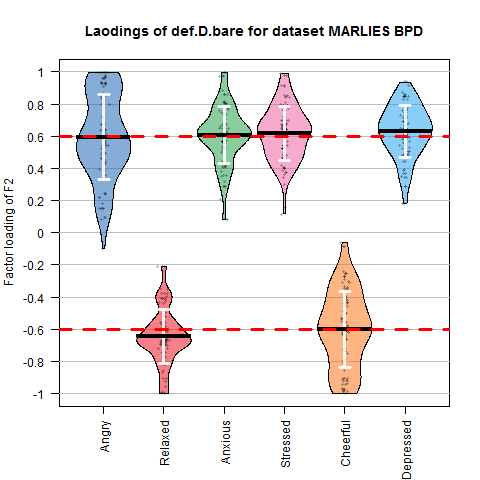 Laodings of def.D.bare for dataset MARLIES BPD
Factor loading of F2
1
0.8
0.6
0.4
0.2
0
-0.2
-0.4
-0.6
-0.8
-1
Angry
Relaxed
Anxious
Stressed
Cheerful
Depressed